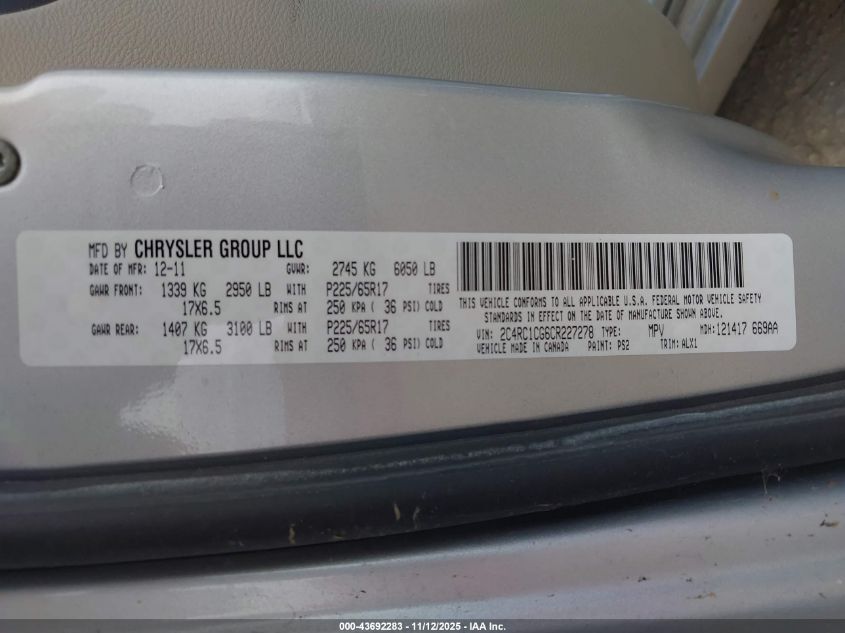 MFD BY CHRYSLER GROUP LLC
DATE OF MFR: 12-11 GVWR: 2745 KG 6050 LB
GAWR FRONT: 1339 KG 2950 LB WITH P225/65R17 TIRES
17X6.5 RIMS AT 250 KPA ( 36 PSI) COLD
GAWR REAR: 1407 KG 3100 LB WITH P225/65R17 TIRES
17X6.5 RIMS AT 250 KPA ( 36 PSI) COLD
THIS VEHICLE CONFORMS TO ALL APPLICABLE U.S.A. FEDERAL MOTOR VEHICLE SAFETY
STANDARDS IN EFFECT ON THE DATE OF MANUFACTURE SHOWN ABOVE.
VIN: 2C4RC1CG6CR227278 TYPE: MPV MDH:121417 669AA
VEHICLE MADE IN CANADA PAINT: PS2 TRIM: ALX1
000-43692283 - 11/12/2025 - IAA Inc.